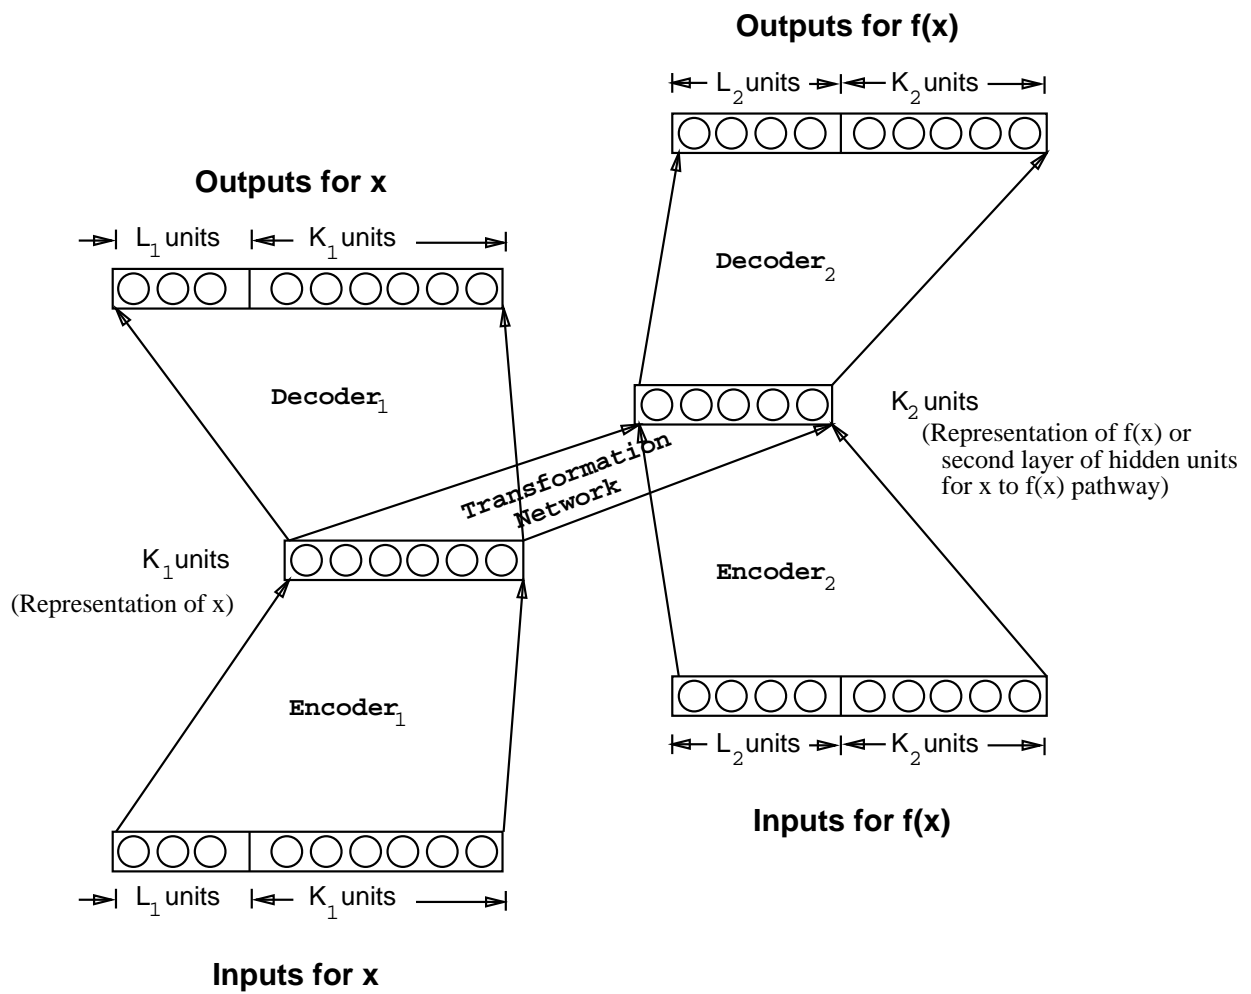 Outputs for f(x)
L2 units K2 units
Outputs for x
L1 units K1 units
Decoder2
Decoder1
K2 units
(Representation of f(x) or
second layer of hidden units
for x to f(x) pathway)
Transformation
Network
K1 units
(Representation of x)
Encoder2
Encoder1
L2 units K2 units
Inputs for f(x)
L1 units K1 units
Inputs for x